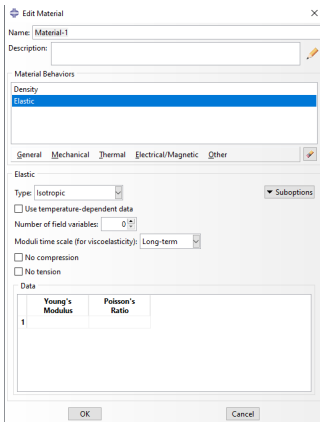 Edit Material
Name: Material-1
Description:
Material Behaviors
Density
Elastic
General Mechanical Thermal Electrical/Magnetic Other
Elastic
Type: Isotropic Suboptions
Use temperature-dependent data
Number of field variables: 0
Moduli time scale (for viscoelasticity): Long-term
No compression
No tension
Data
Young's Poisson's
Modulus Ratio
1
OK Cancel